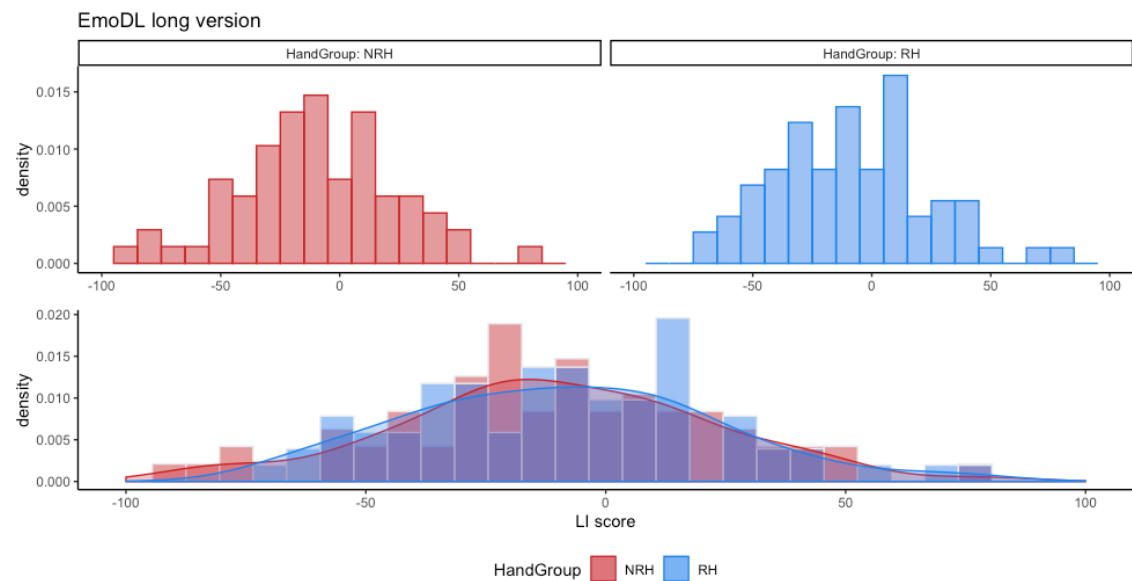 EmoDL long version
HandGroup: NRH
HandGroup: RH
density
0.015
0.010
0.005
0.000
-100 -50 0 50 100
-100 -50 0 50 100
density
0.020
0.015
0.010
0.005
0.000
-100 -50 0 50 100
LI score
HandGroup NRH RH